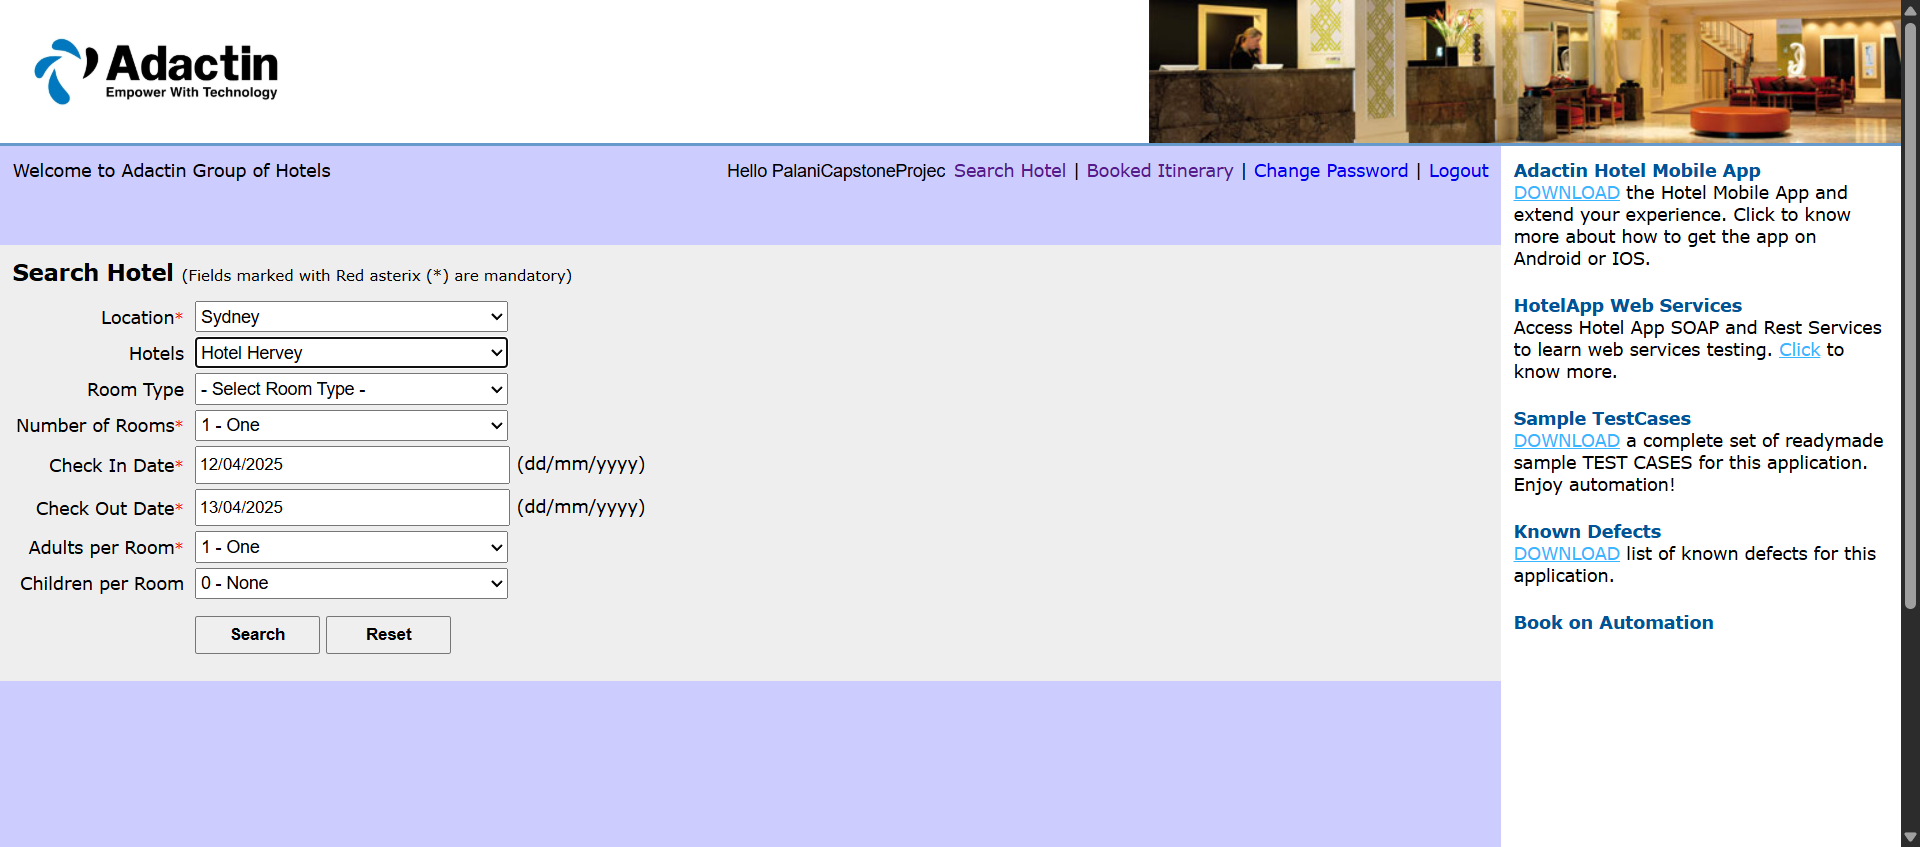 Adactin
Empower With Technology
Welcome to Adactin Group of Hotels
Hello PalaniCapstoneProjec Search Hotel | Booked Itinerary | Change Password | Logout
Search Hotel (Fields marked with Red asterix (*) are mandatory)
Location* Sydney
Hotels Hotel Hervey
Room Type - Select Room Type -
Number of Rooms* 1 - One
Check In Date* 12/04/2025 (dd/mm/yyyy)
Check Out Date* 13/04/2025 (dd/mm/yyyy)
Adults per Room* 1 - One
Children per Room 0 - None
Search Reset
Adactin Hotel Mobile App
DOWNLOAD the Hotel Mobile App and
extend your experience. Click to know
more about how to get the app on
Android or IOS.
HotelApp Web Services
Access Hotel App SOAP and Rest Services
to learn web services testing. Click to
know more.
Sample TestCases
DOWNLOAD a complete set of readymade
sample TEST CASES for this application.
Enjoy automation!
Known Defects
DOWNLOAD list of known defects for this
application.
Book on Automation